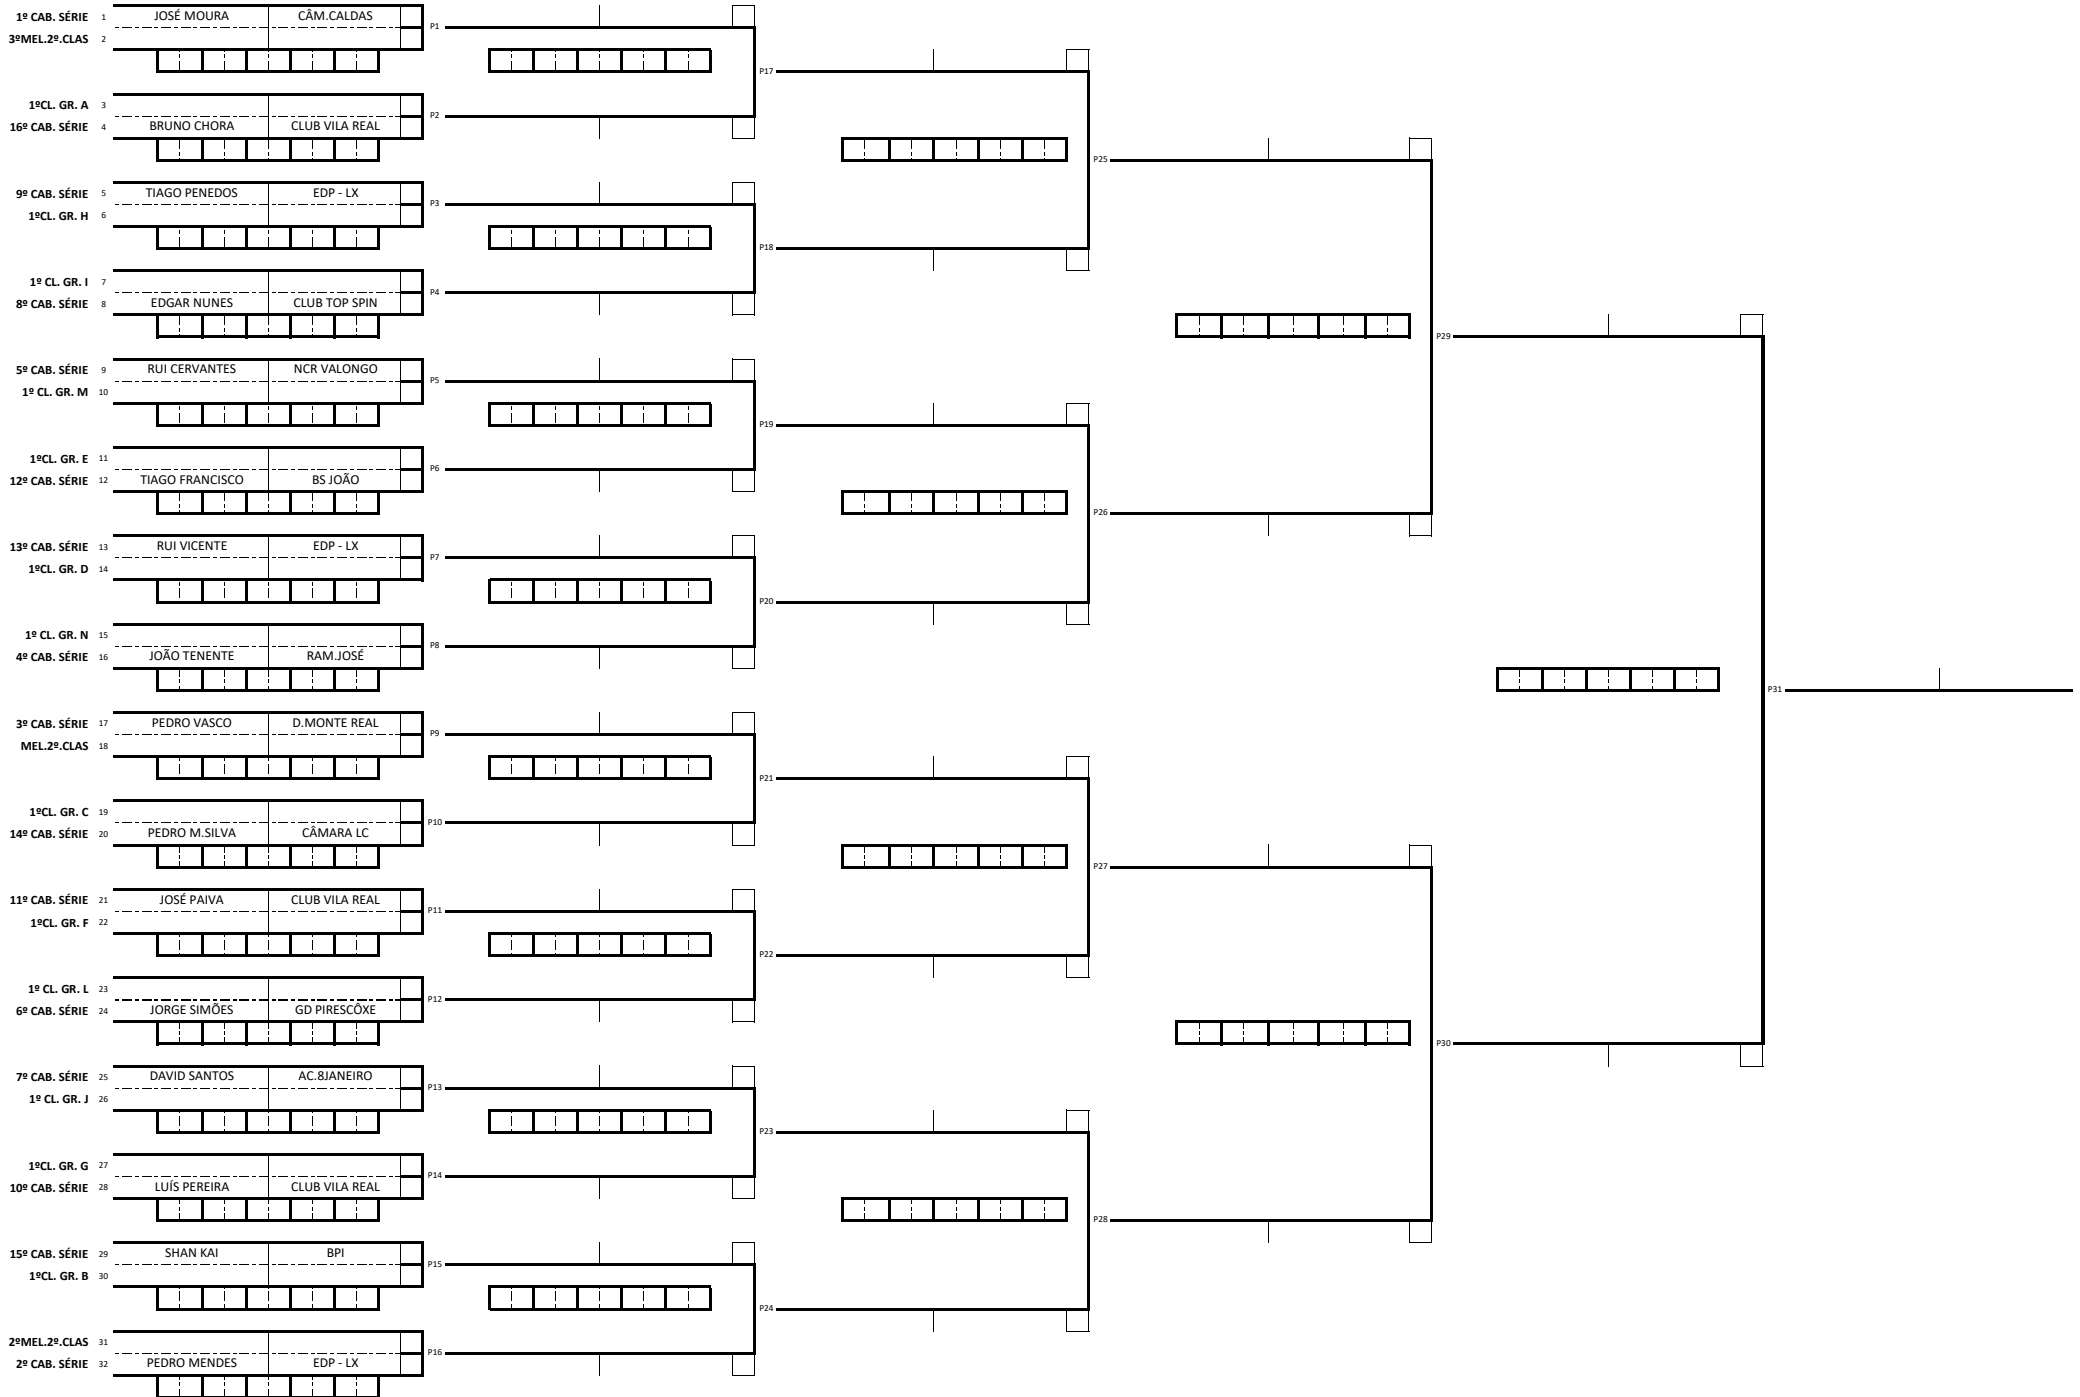 1º CAB. SÉRIE 1 JOSÉ MOURA CÂM.CALDAS
P1
3ºMEL.2º.CLAS 2
P17
1ºCL. GR. A 3
P2
16º CAB. SÉRIE 4 BRUNO CHORA CLUB VILA REAL
P25
9º CAB. SÉRIE 5 TIAGO PENEDOS EDP - LX
P3
1ºCL. GR. H 6
P18
1º CL. GR. I 7
P4
8º CAB. SÉRIE 8 EDGAR NUNES CLUB TOP SPIN
P29
5º CAB. SÉRIE 9 RUI CERVANTES NCR VALONGO
P5
1º CL. GR. M 10
P19
1ºCL. GR. E 11
P6
12º CAB. SÉRIE 12 TIAGO FRANCISCO BS JOÃO
P26
13º CAB. SÉRIE 13 RUI VICENTE EDP - LX
P7
1ºCL. GR. D 14
P20
1º CL. GR. N 15
P8
4º CAB. SÉRIE 16 JOÃO TENENTE RAM.JOSÉ
P31
3º CAB. SÉRIE 17 PEDRO VASCO D.MONTE REAL
P9
MEL.2º.CLAS 18
P21
1ºCL. GR. C 19
P10
14º CAB. SÉRIE 20 PEDRO M.SILVA CÂMARA LC
P27
11º CAB. SÉRIE 21 JOSÉ PAIVA CLUB VILA REAL
P11
1ºCL. GR. F 22
P22
1º CL. GR. L 23
P12
6º CAB. SÉRIE 24 JORGE SIMÕES GD PIRESCÔXE
P30
7º CAB. SÉRIE 25 DAVID SANTOS AC.8JANEIRO
P13
1º CL. GR. J 26
P23
1ºCL. GR. G 27
P14
10º CAB. SÉRIE 28 LUÍS PEREIRA CLUB VILA REAL
P28
15º CAB. SÉRIE 29 SHAN KAI BPI
P15
1ºCL. GR. B 30
P24
2ºMEL.2º.CLAS 31
P16
2º CAB. SÉRIE 32 PEDRO MENDES EDP - LX